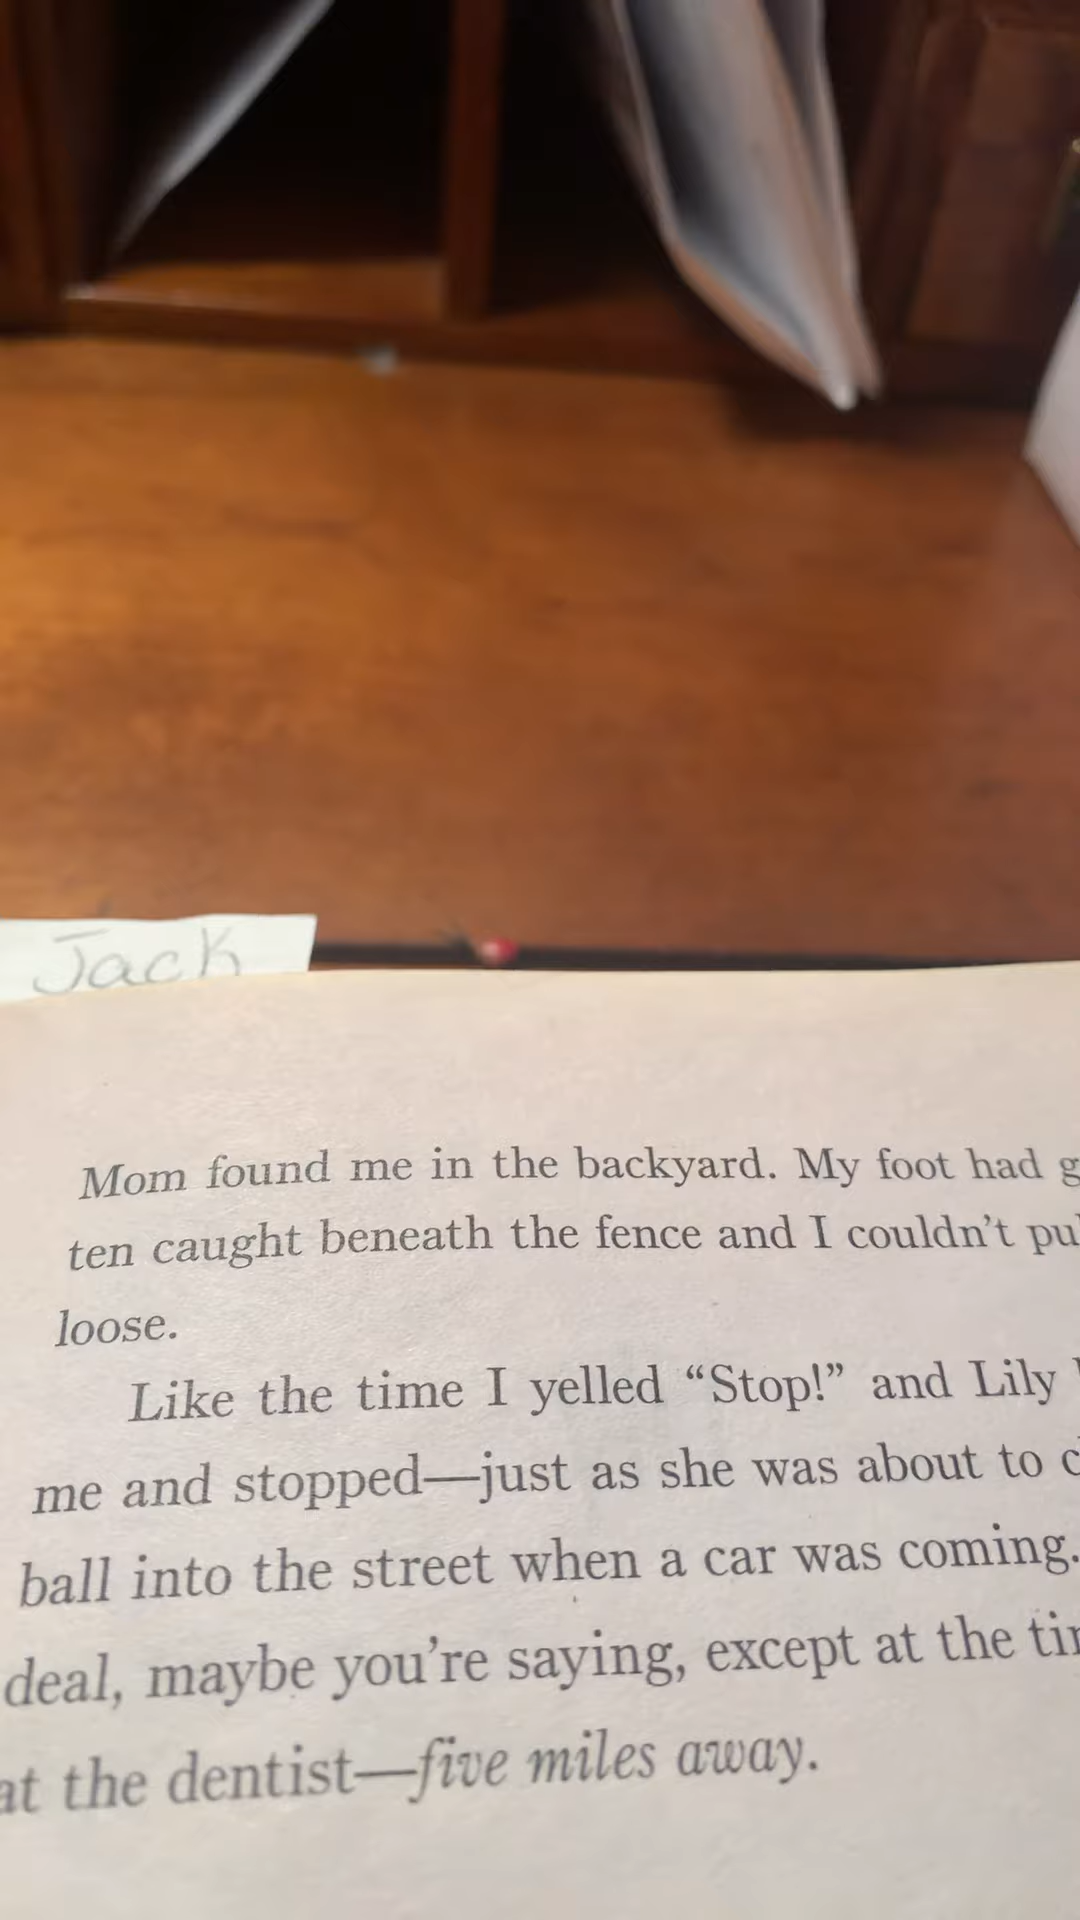 Jack
Mom found me in the backyard. My foot had
ten caught beneath the fence and I couldn't
loose.
Like the time I yelled “Stop!” and Lily
me and stopped—just as she was about to
ball into the street when a car was coming.
deal, maybe you're saying, except at the
at the dentist—five miles away.